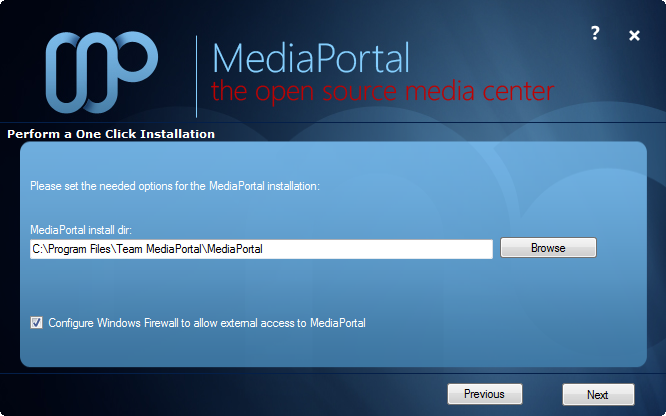 ? ×
MediaPortal
the open source media center
Perform a One Click Installation
Please set the needed options for the MediaPortal installation:
MediaPortal install dir:
C:\Program Files\Team MediaPortal\MediaPortal
Browse
Configure Windows Firewall to allow external access to MediaPortal
Previous
Next